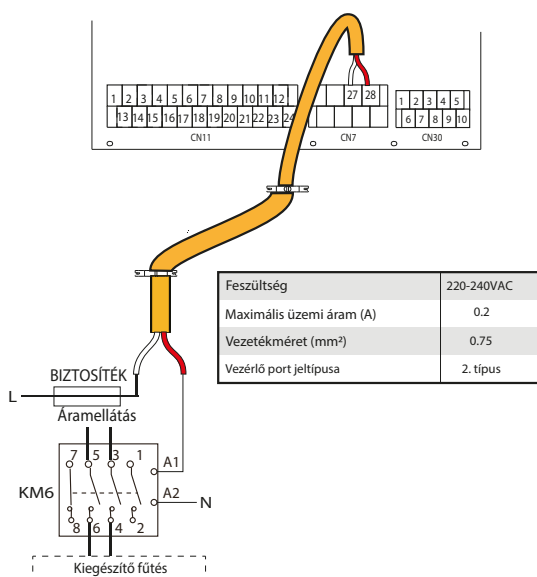 27 28
1 2 3 4 5 6 7 8 9 10 11 12
1 2 3 4 5
13 14 15 16 17 18 19 20 21 22 23 24
6 7 8 9 10
CN11 CN7 CN30
Feszültség 220-240VAC
Maximális üzemi áram (A) 0.2
Vezetékméret (mm²) 0.75
Vezérlő port jeltípusa 2. típus
BIZTOSÍTÉK
L
Áramellátás
7 5 3 1
A1
KM6
A2 N
8 6 4 2
Kiegészítő fűtés